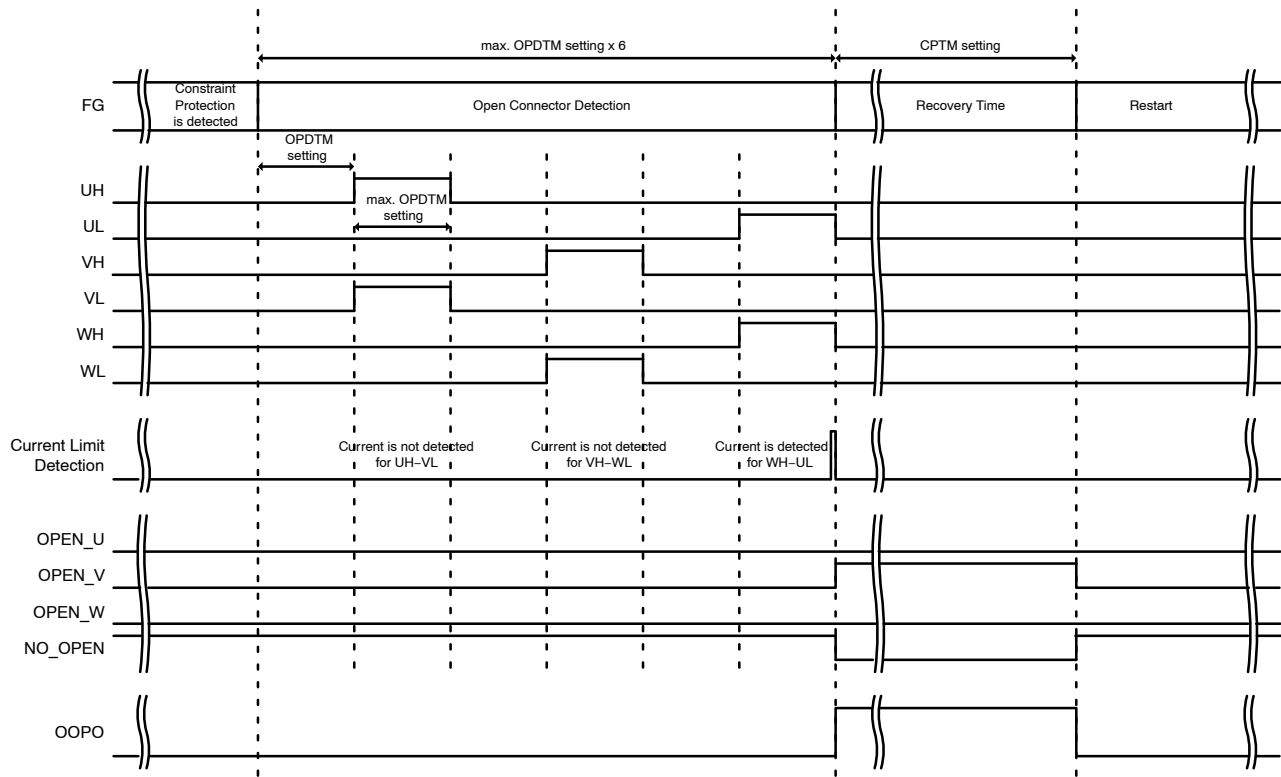 max. OPDTM setting x 6
CPTM setting
FG
Constraint
Protection
is detected
Open Connector Detection
Recovery Time
Restart
OPDTM
setting
UH
max. OPDTM
setting
UL
VH
VL
WH
WL
Current Limit
Detection
Current is not detected
for UH−VL
Current is not detected
for VH−WL
Current is detected
for WH−UL
OPEN_U
OPEN_V
OPEN_W
NO_OPEN
OOPO